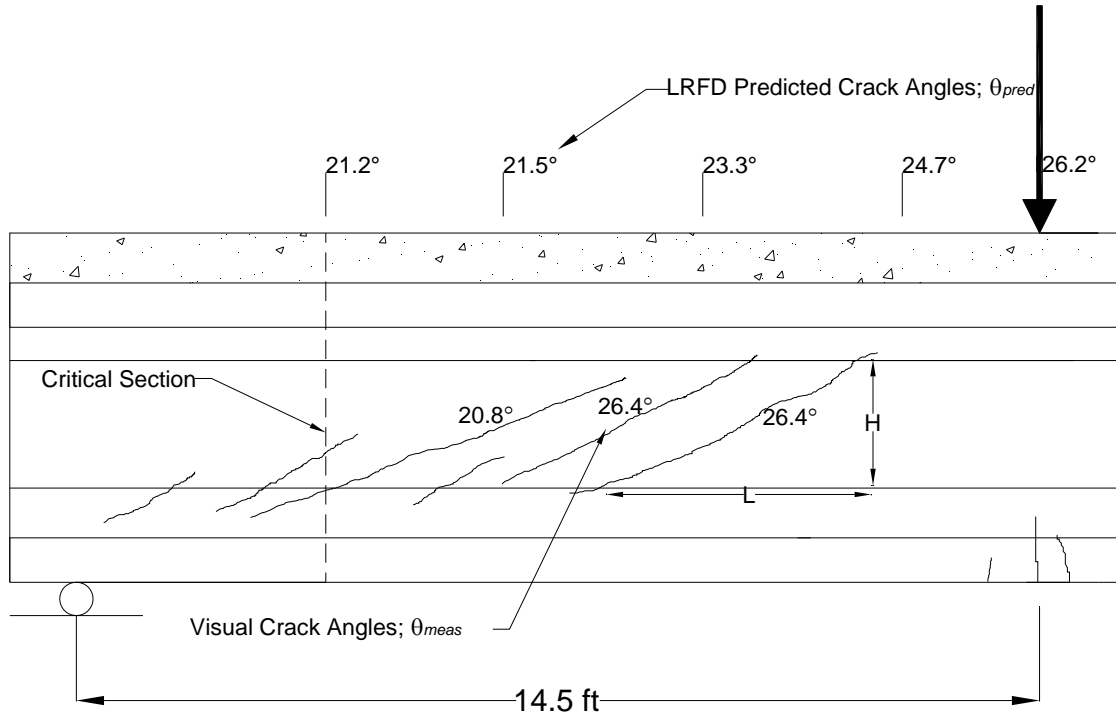 LRFD Predicted Crack Angles; θpred
21.2°
21.5°
23.3°
24.7°
26.2°
Critical Section
20.8°
26.4°
26.4°
H
L
Visual Crack Angles; θmeas
14.5 ft